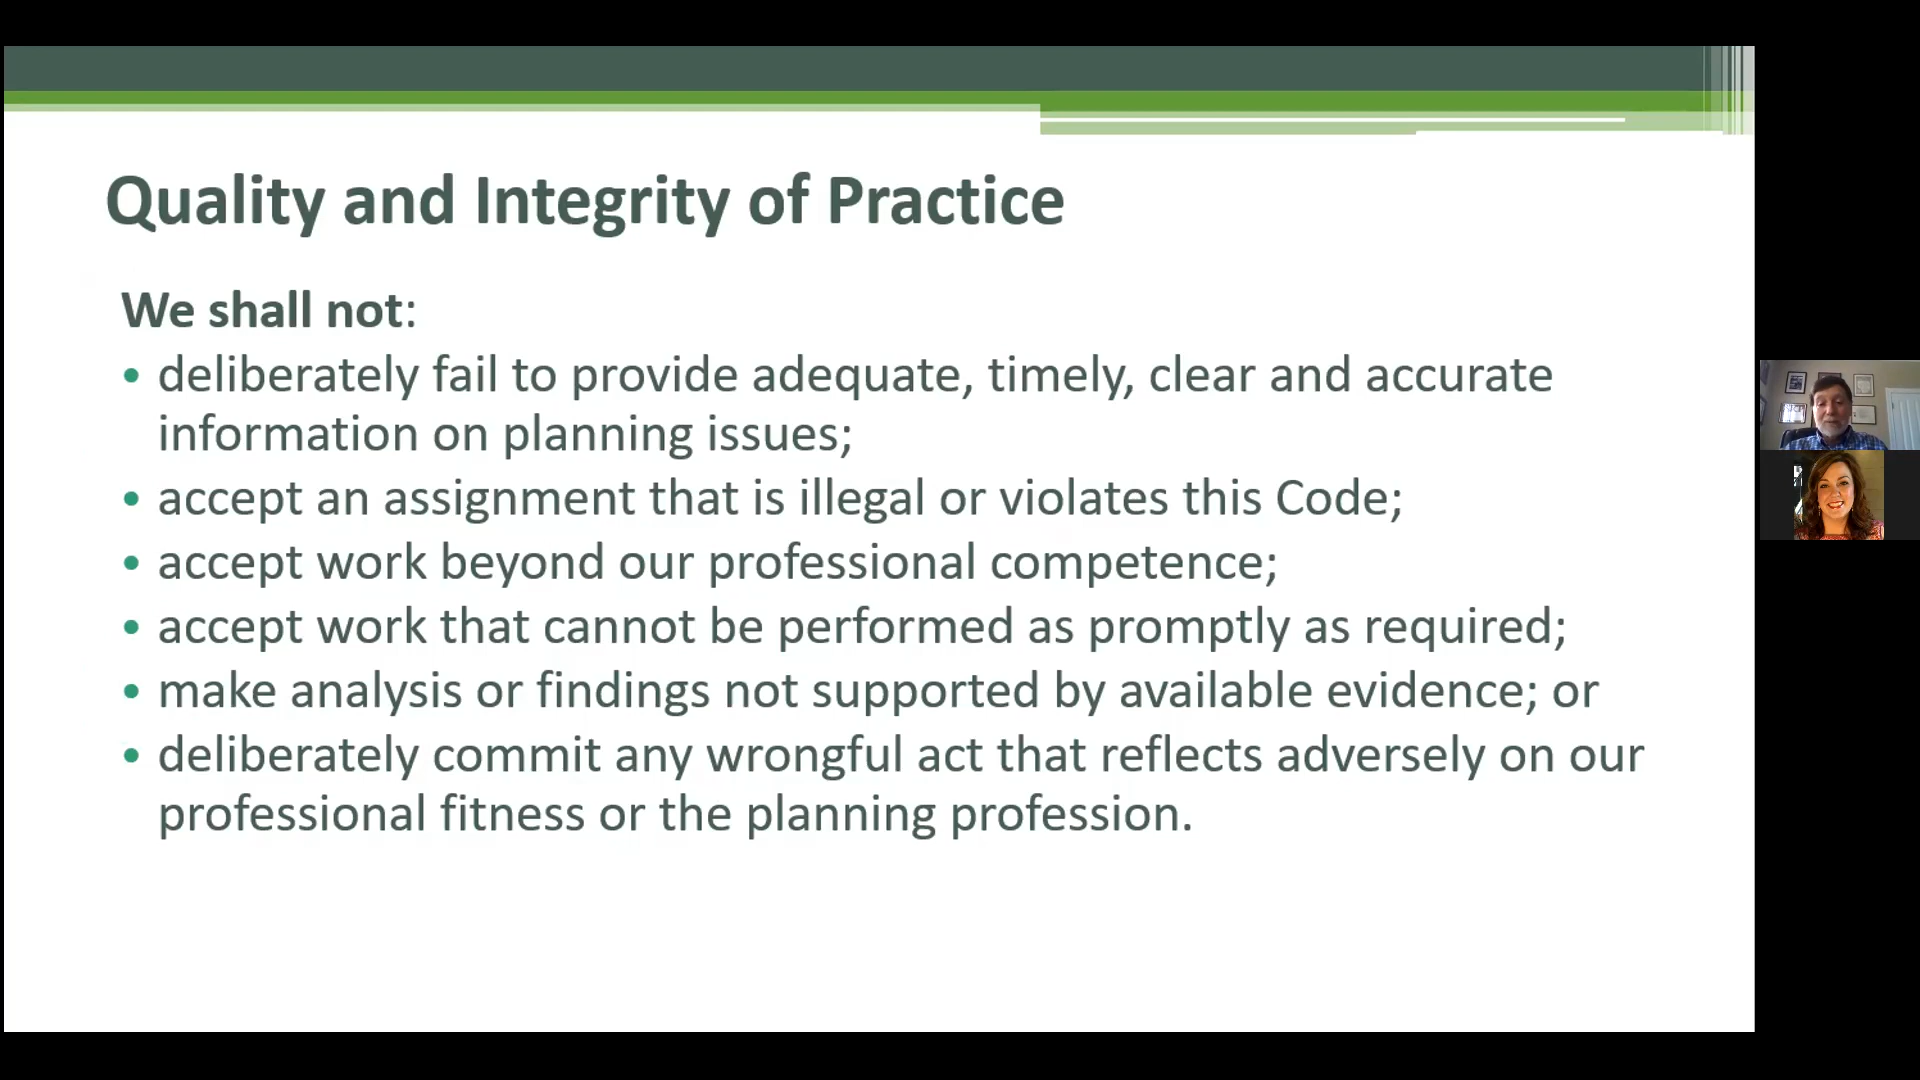 Quality and Integrity of Practice
We shall not:
• deliberately fail to provide adequate, timely, clear and accurate
information on planning issues;
• accept an assignment that is illegal or violates this Code;
• accept work beyond our professional competence;
• accept work that cannot be performed as promptly as required;
• make analysis or findings not supported by available evidence; or
• deliberately commit any wrongful act that reflects adversely on our
professional fitness or the planning profession.